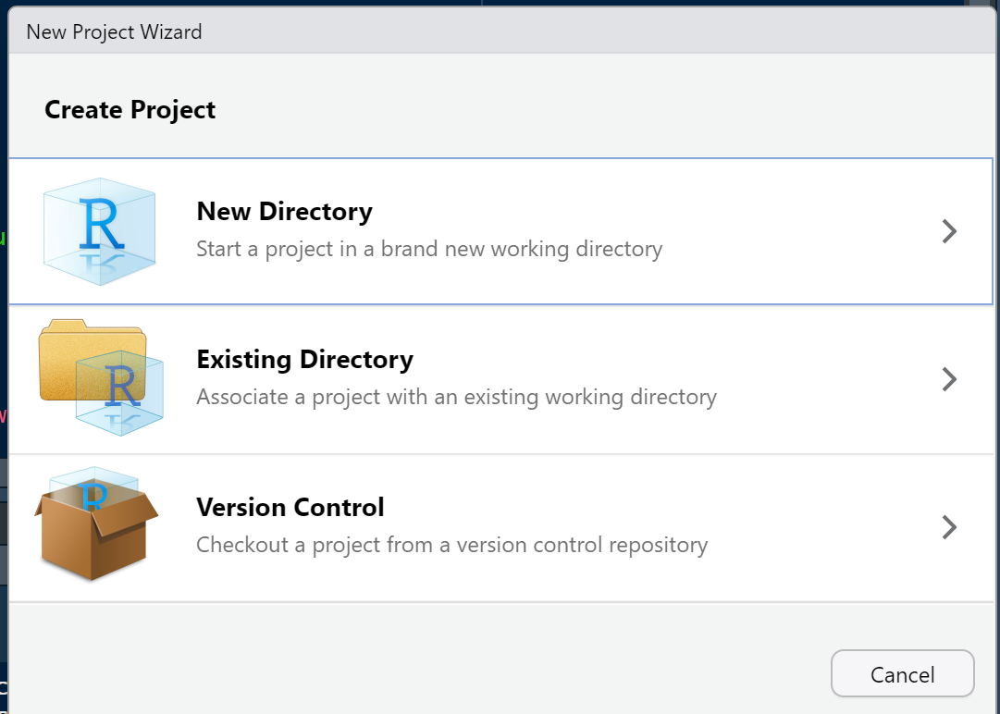 New Project Wizard
Create Project
R
New Directory
Start a project in a brand new working directory
R
Existing Directory
Associate a project with an existing working directory
R
Version Control
Checkout a project from a version control repository
Cancel